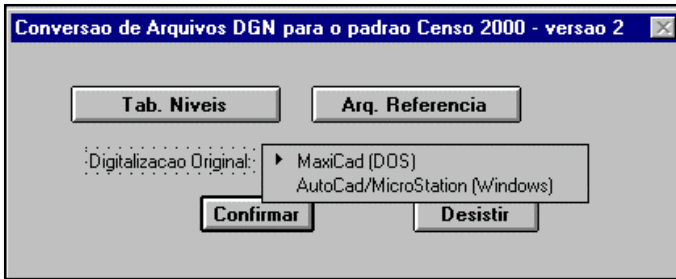 Conversao de Arquivos DGN para o padrao Censo 2000 - versao 2
Tab. Niveis
Arq. Referencia
Digitalizacao Original:
MaxiCad (DOS)
AutoCad/MicroStation (Windows)
Confirmar
Desistir